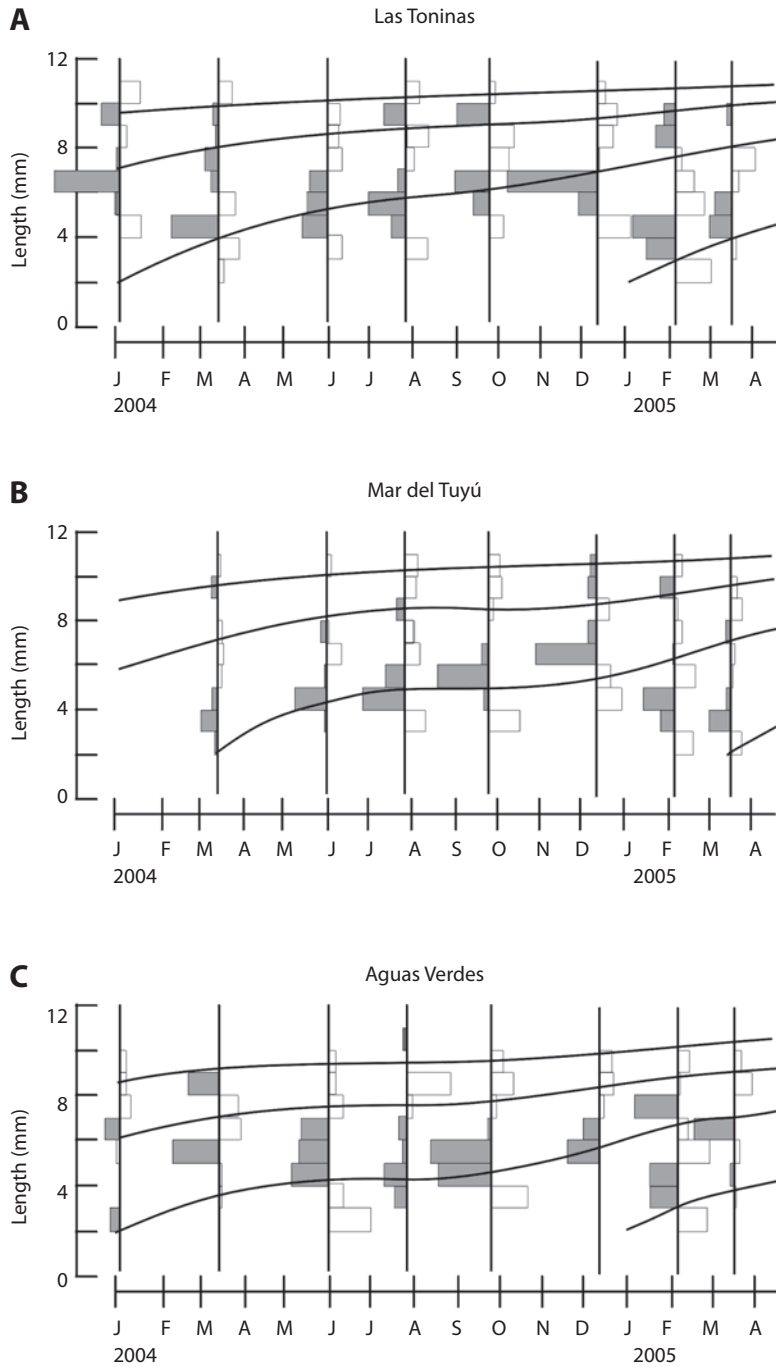 A
Las Toninas
12
8
4
0
Length (mm)
J F M A M J J A S O N D J F M A
2004 2005
B
Mar del Tuyú
12
8
4
0
Length (mm)
J F M A M J J A S O N D J F M A
2004 2005
C
Aguas Verdes
12
8
4
0
Length (mm)
J F M A M J J A S O N D J F M A
2004 2005